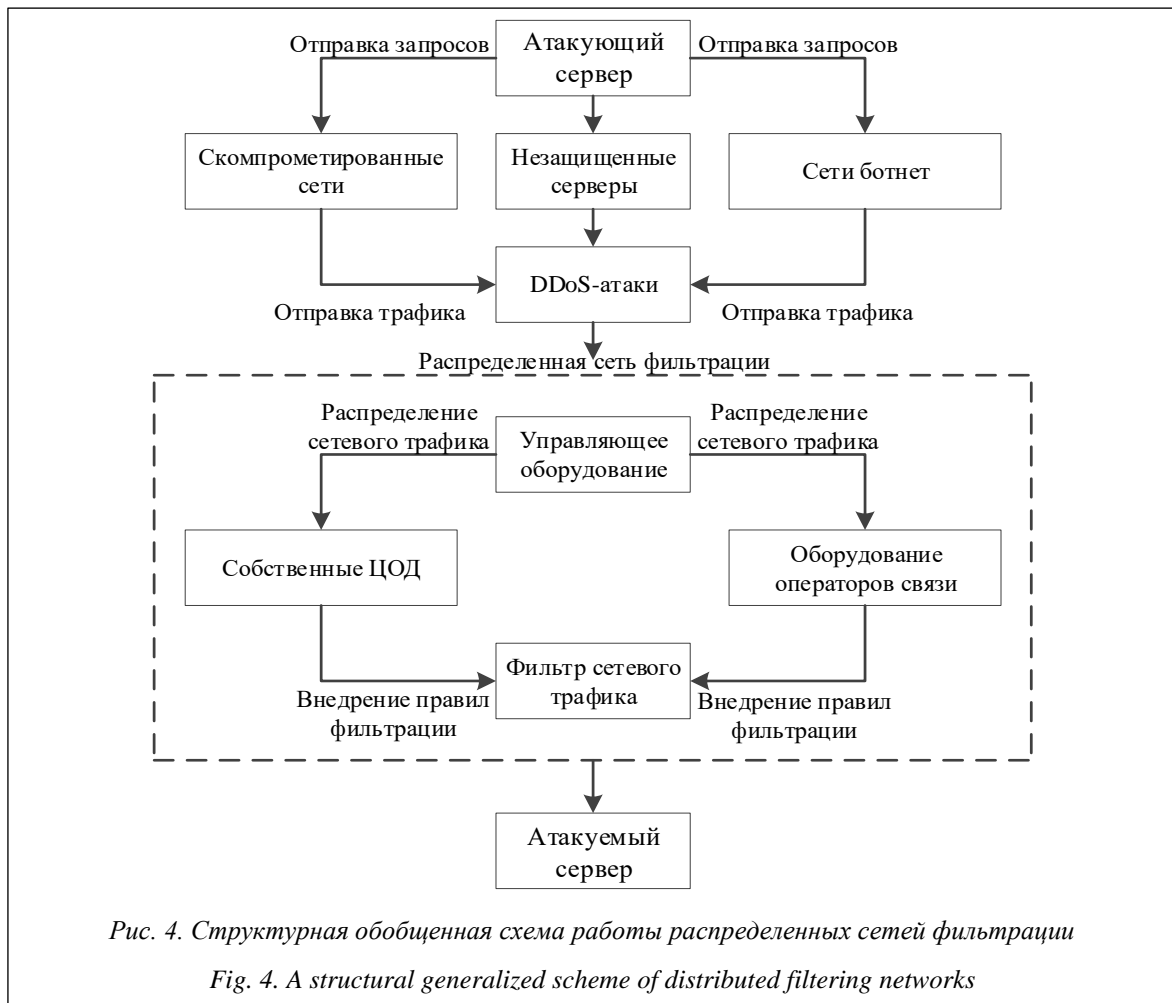 Отправка запросов
Атакующий
сервер
Отправка запросов
Скомпрометированные
сети
Незащищенные
серверы
Сети ботнет
DDoS-атаки
Отправка трафика
Отправка трафика
Распределенная сеть фильтрации
Распределение
сетевого трафика
Управляющее
оборудование
Распределение
сетевого трафика
Собственные ЦОД
Оборудование
операторов связи
Фильтр сетевого
трафика
Внедрение правил
фильтрации
Внедрение правил
фильтрации
Атакуемый
сервер
Рис. 4. Структурная обобщенная схема работы распределенных сетей фильтрации
Fig. 4. A structural generalized scheme of distributed filtering networks